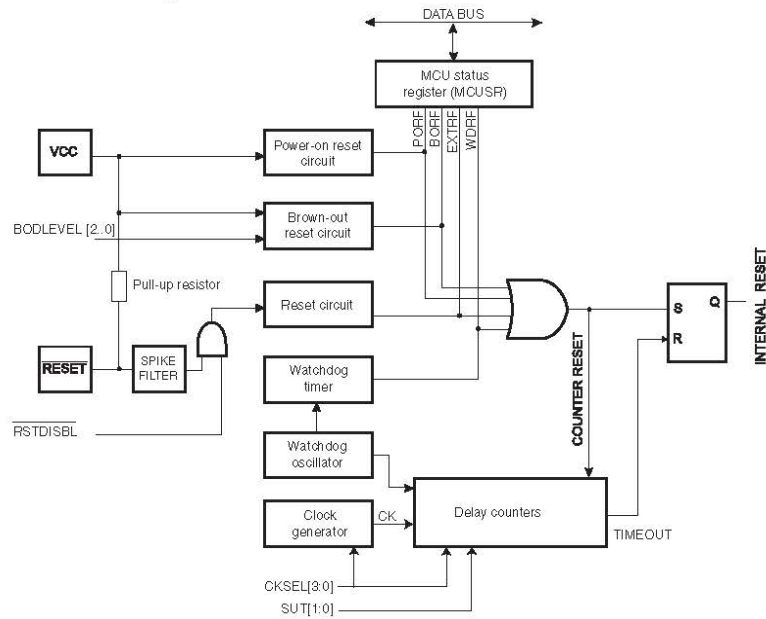 DATA BUS
MCU status
register (MCUSR)
PORF
BORF
EXTRF
WDRF
VCC
Power-on reset
circuit
BODLEVEL [2..0]
Brown-out
reset circuit
Pull-up resistor
Reset circuit
RESET
SPIKE
FILTER
RSTDISBL
Watchdog
timer
Watchdog
oscillator
Clock
generator
CK
CKSEL[3:0]
SUT[1:0]
Delay counters
COUNTER RESET
TIMEOUT
S
R
Q
INTERNAL RESET